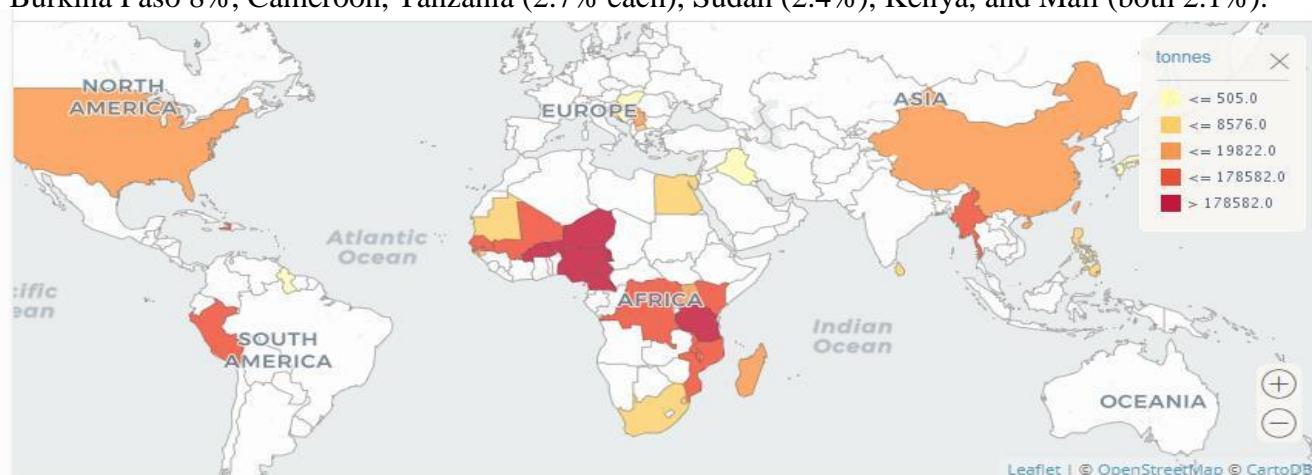 Burkina Faso 8%; Cameroon, Tanzania (2.7% each); Sudan (2.4%); Kenya, and Mali (both 2.1%).
tonnes
<= 505.0
<= 8576.0
<= 19822.0
<= 178582.0
> 178582.0
NORTH
AMERICA
EUROPE
ASIA
Atlantic
Ocean
AFRICA
SOUTH
AMERICA
Indian
Ocean
OCEANIA
+
−
Leaflet | © OpenStreetMap © CartoDB